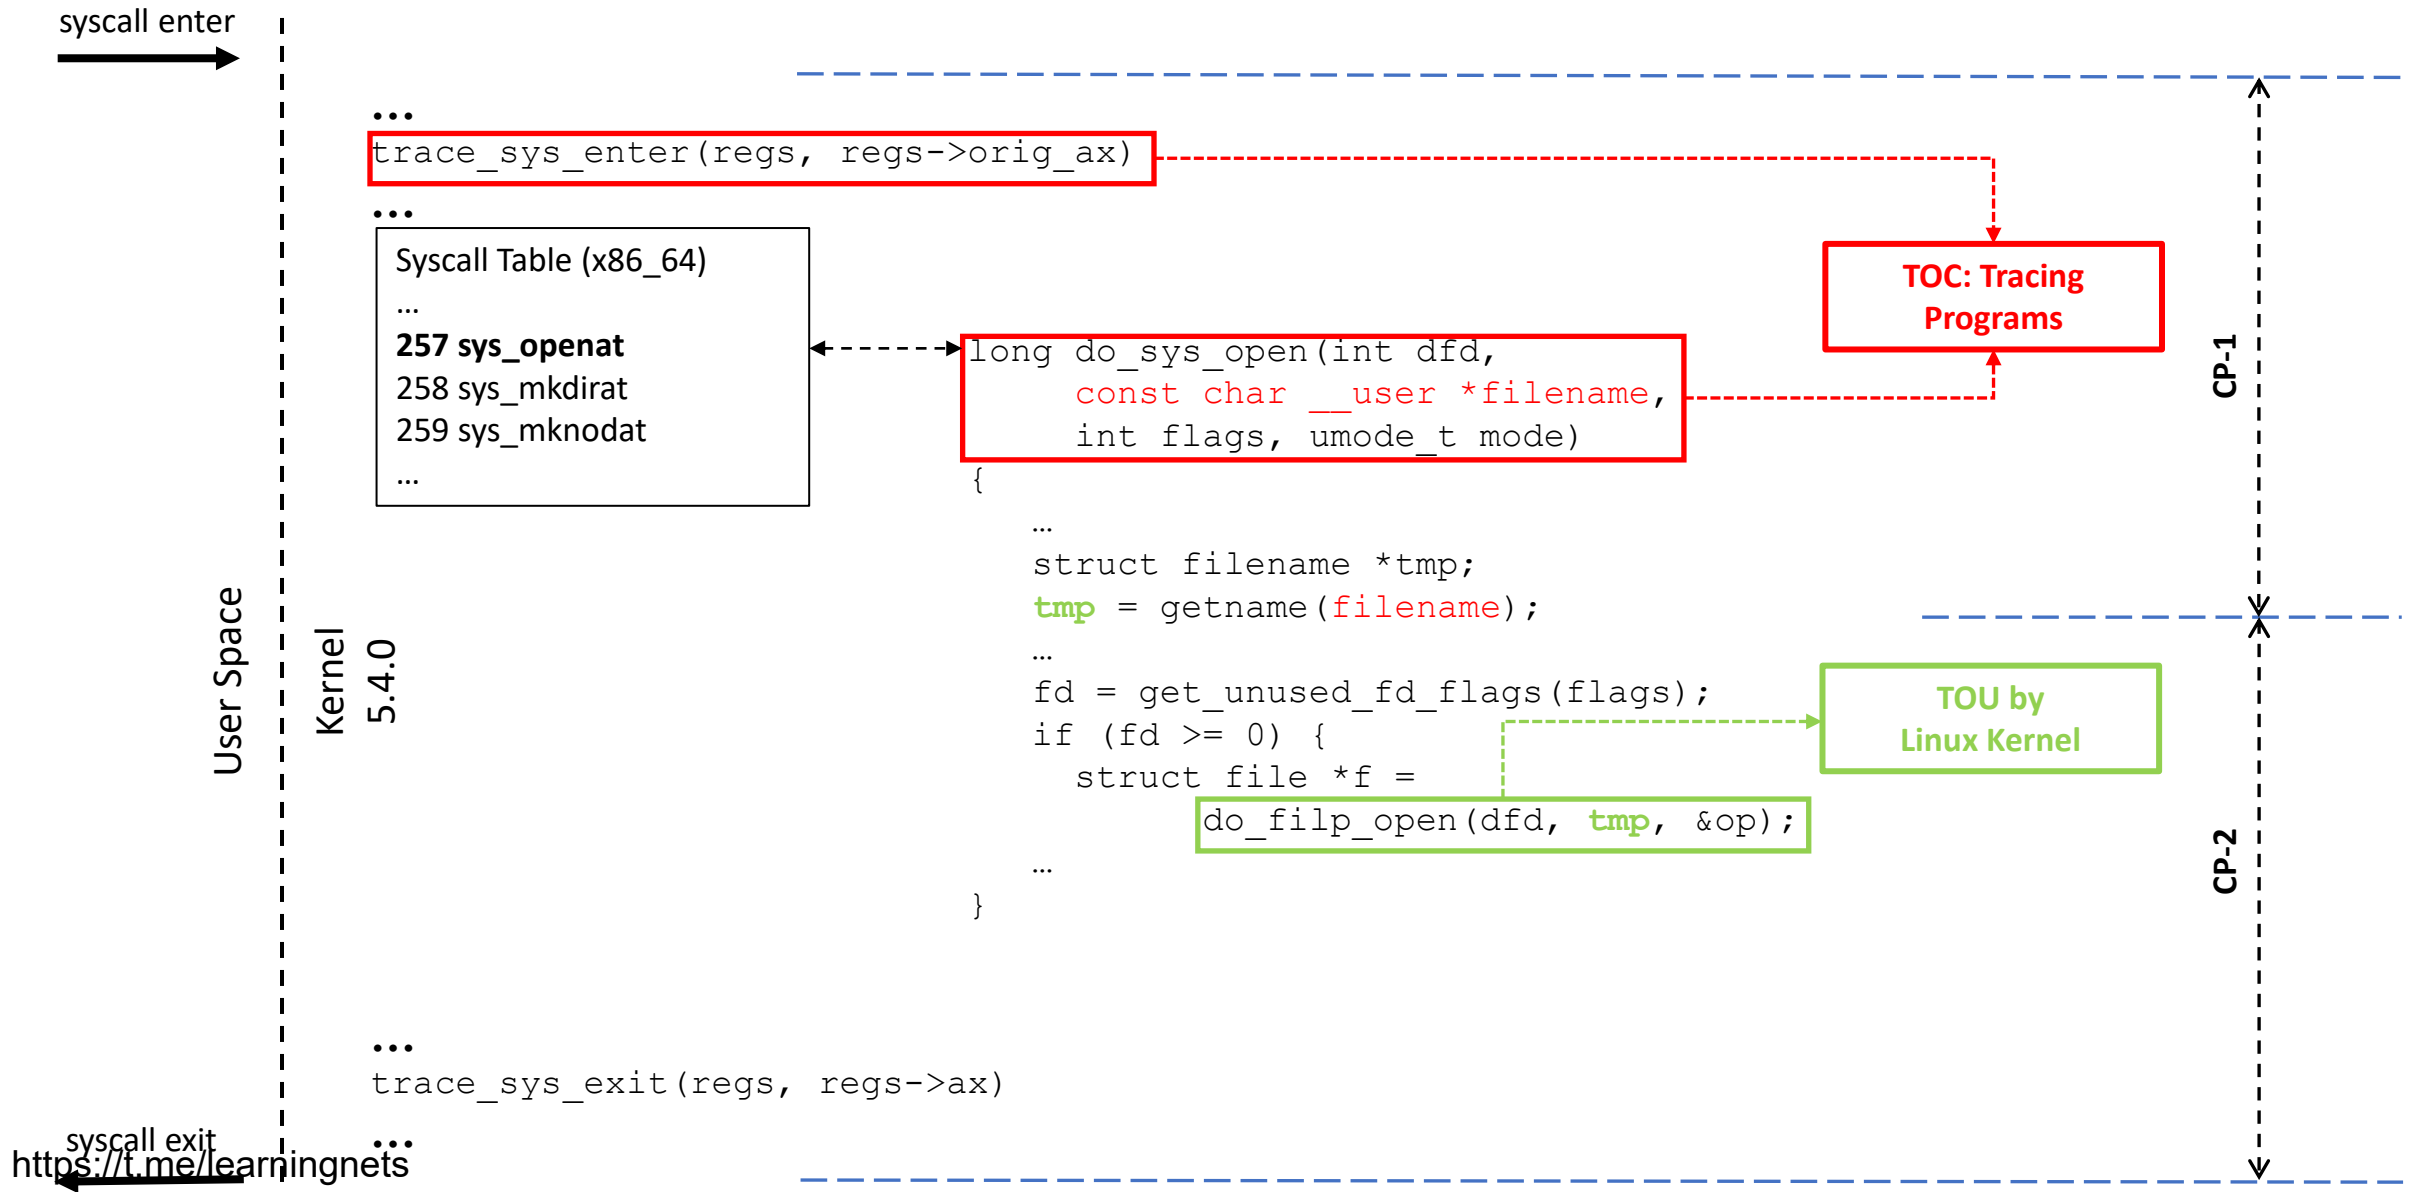 syscall enter
...
trace_sys_enter(regs, regs->orig_ax)
...
Syscall Table (x86_64)
...
257 sys_openat
258 sys_mkdirat
259 sys_mknodat
...
long do_sys_open(int dfd,
const char __user *filename,
int flags, umode_t mode)
{
...
struct filename *tmp;
tmp = getname(filename);
...
fd = get_unused_fd_flags(flags);
if (fd >= 0) {
struct file *f =
do_filp_open(dfd, tmp, &op);
...
}
TOC: Tracing
Programs
TOU by
Linux Kernel
CP-1
CP-2
User Space
Kernel
5.4.0
...
trace_sys_exit(regs, regs->ax)
...
syscall exit
https://t.me/learningnets